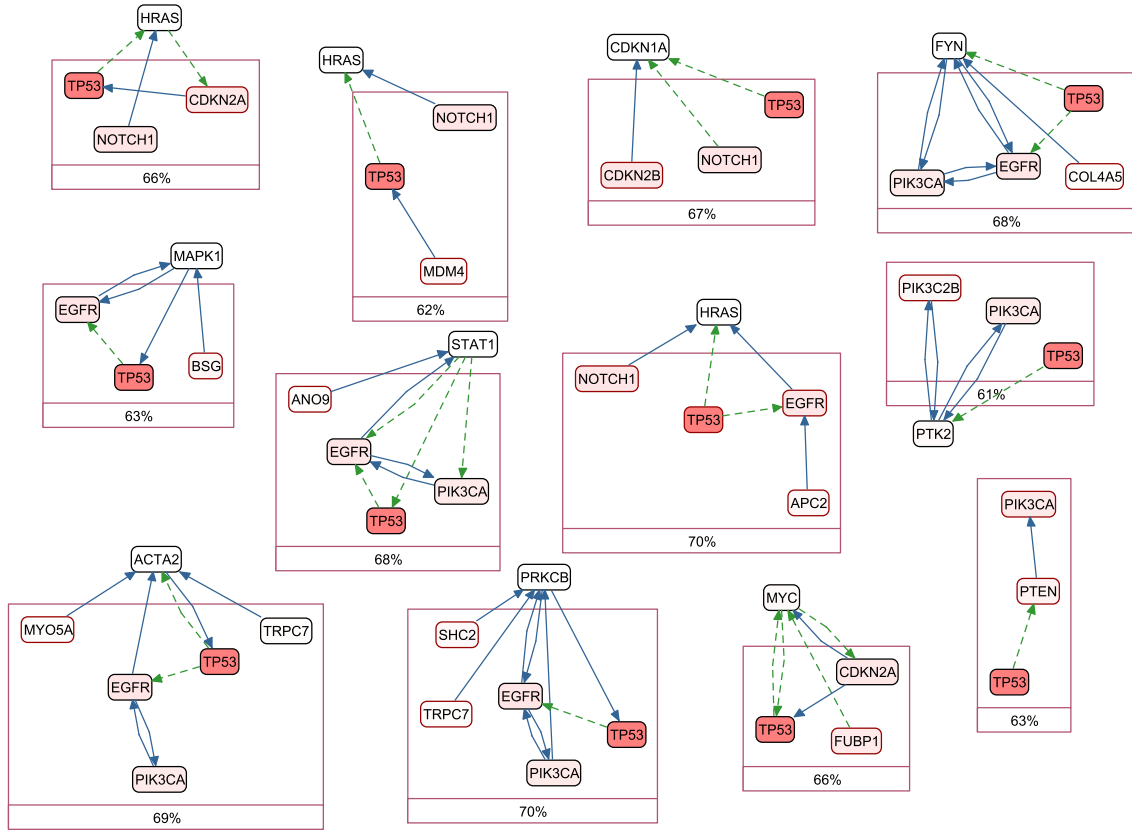 HRAS
TP53
CDKN2A
NOTCH1
66%
HRAS
NOTCH1
TP53
MDM4
62%
CDKN1A
TP53
NOTCH1
CDKN2B
67%
FYN
TP53
EGFR
PIK3CA
COL4A5
68%
MAPK1
EGFR
BSG
TP53
63%
STAT1
ANO9
EGFR
PIK3CA
TP53
68%
HRAS
NOTCH1
EGFR
TP53
APC2
70%
PIK3C2B
PIK3CA
TP53
61%
PTK2
ACTA2
MYO5A
TRPC7
TP53
EGFR
PIK3CA
69%
PRKCB
SHC2
EGFR
TRPC7
TP53
PIK3CA
70%
MYC
CDKN2A
TP53
FUBP1
66%
PIK3CA
PTEN
TP53
63%